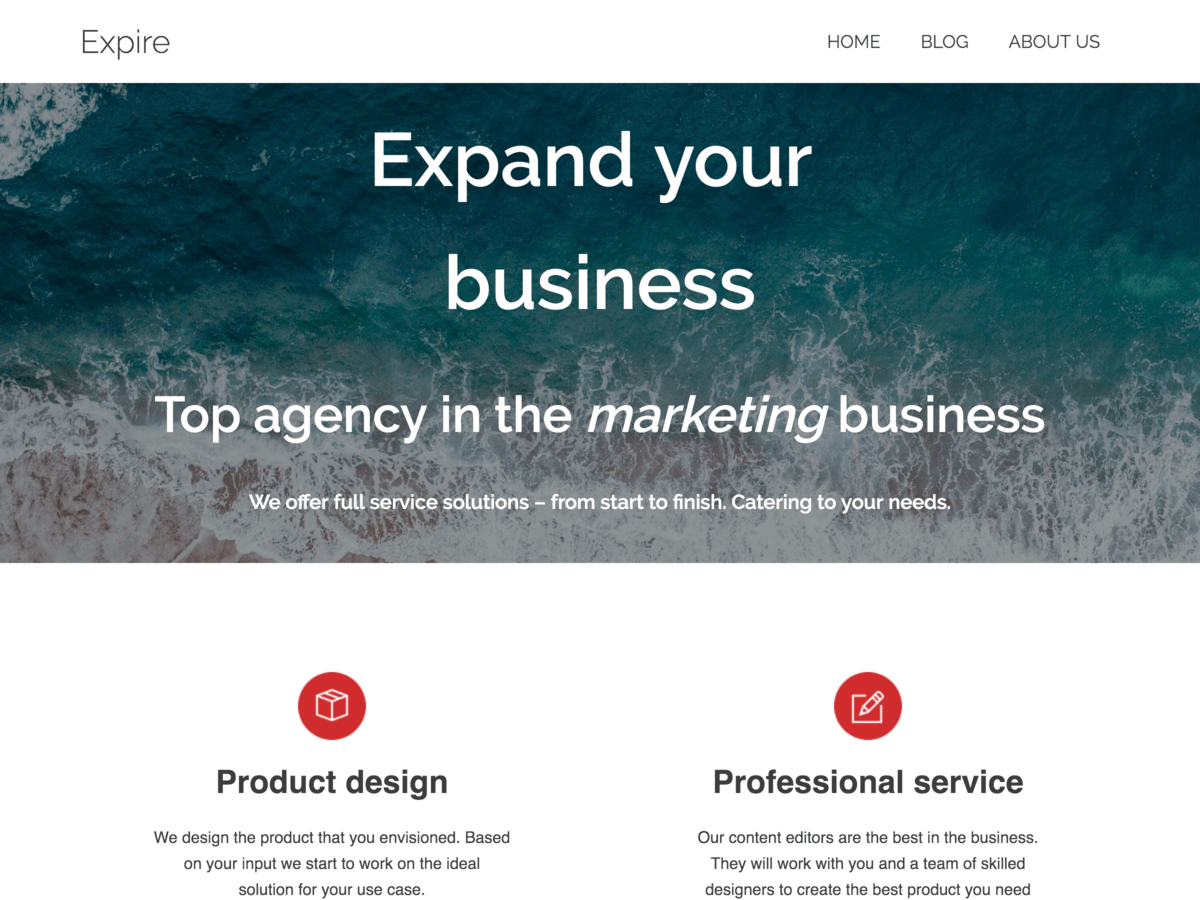 Expire
HOME
BLOG
ABOUT US
Expand your
business
Top agency in the marketing business
We offer full service solutions – from start to finish. Catering to your needs.
Product design
We design the product that you envisioned. Based
on your input we start to work on the ideal
solution for your use case.
Professional service
Our content editors are the best in the business.
They will work with you and a team of skilled
designers to create the best product you need